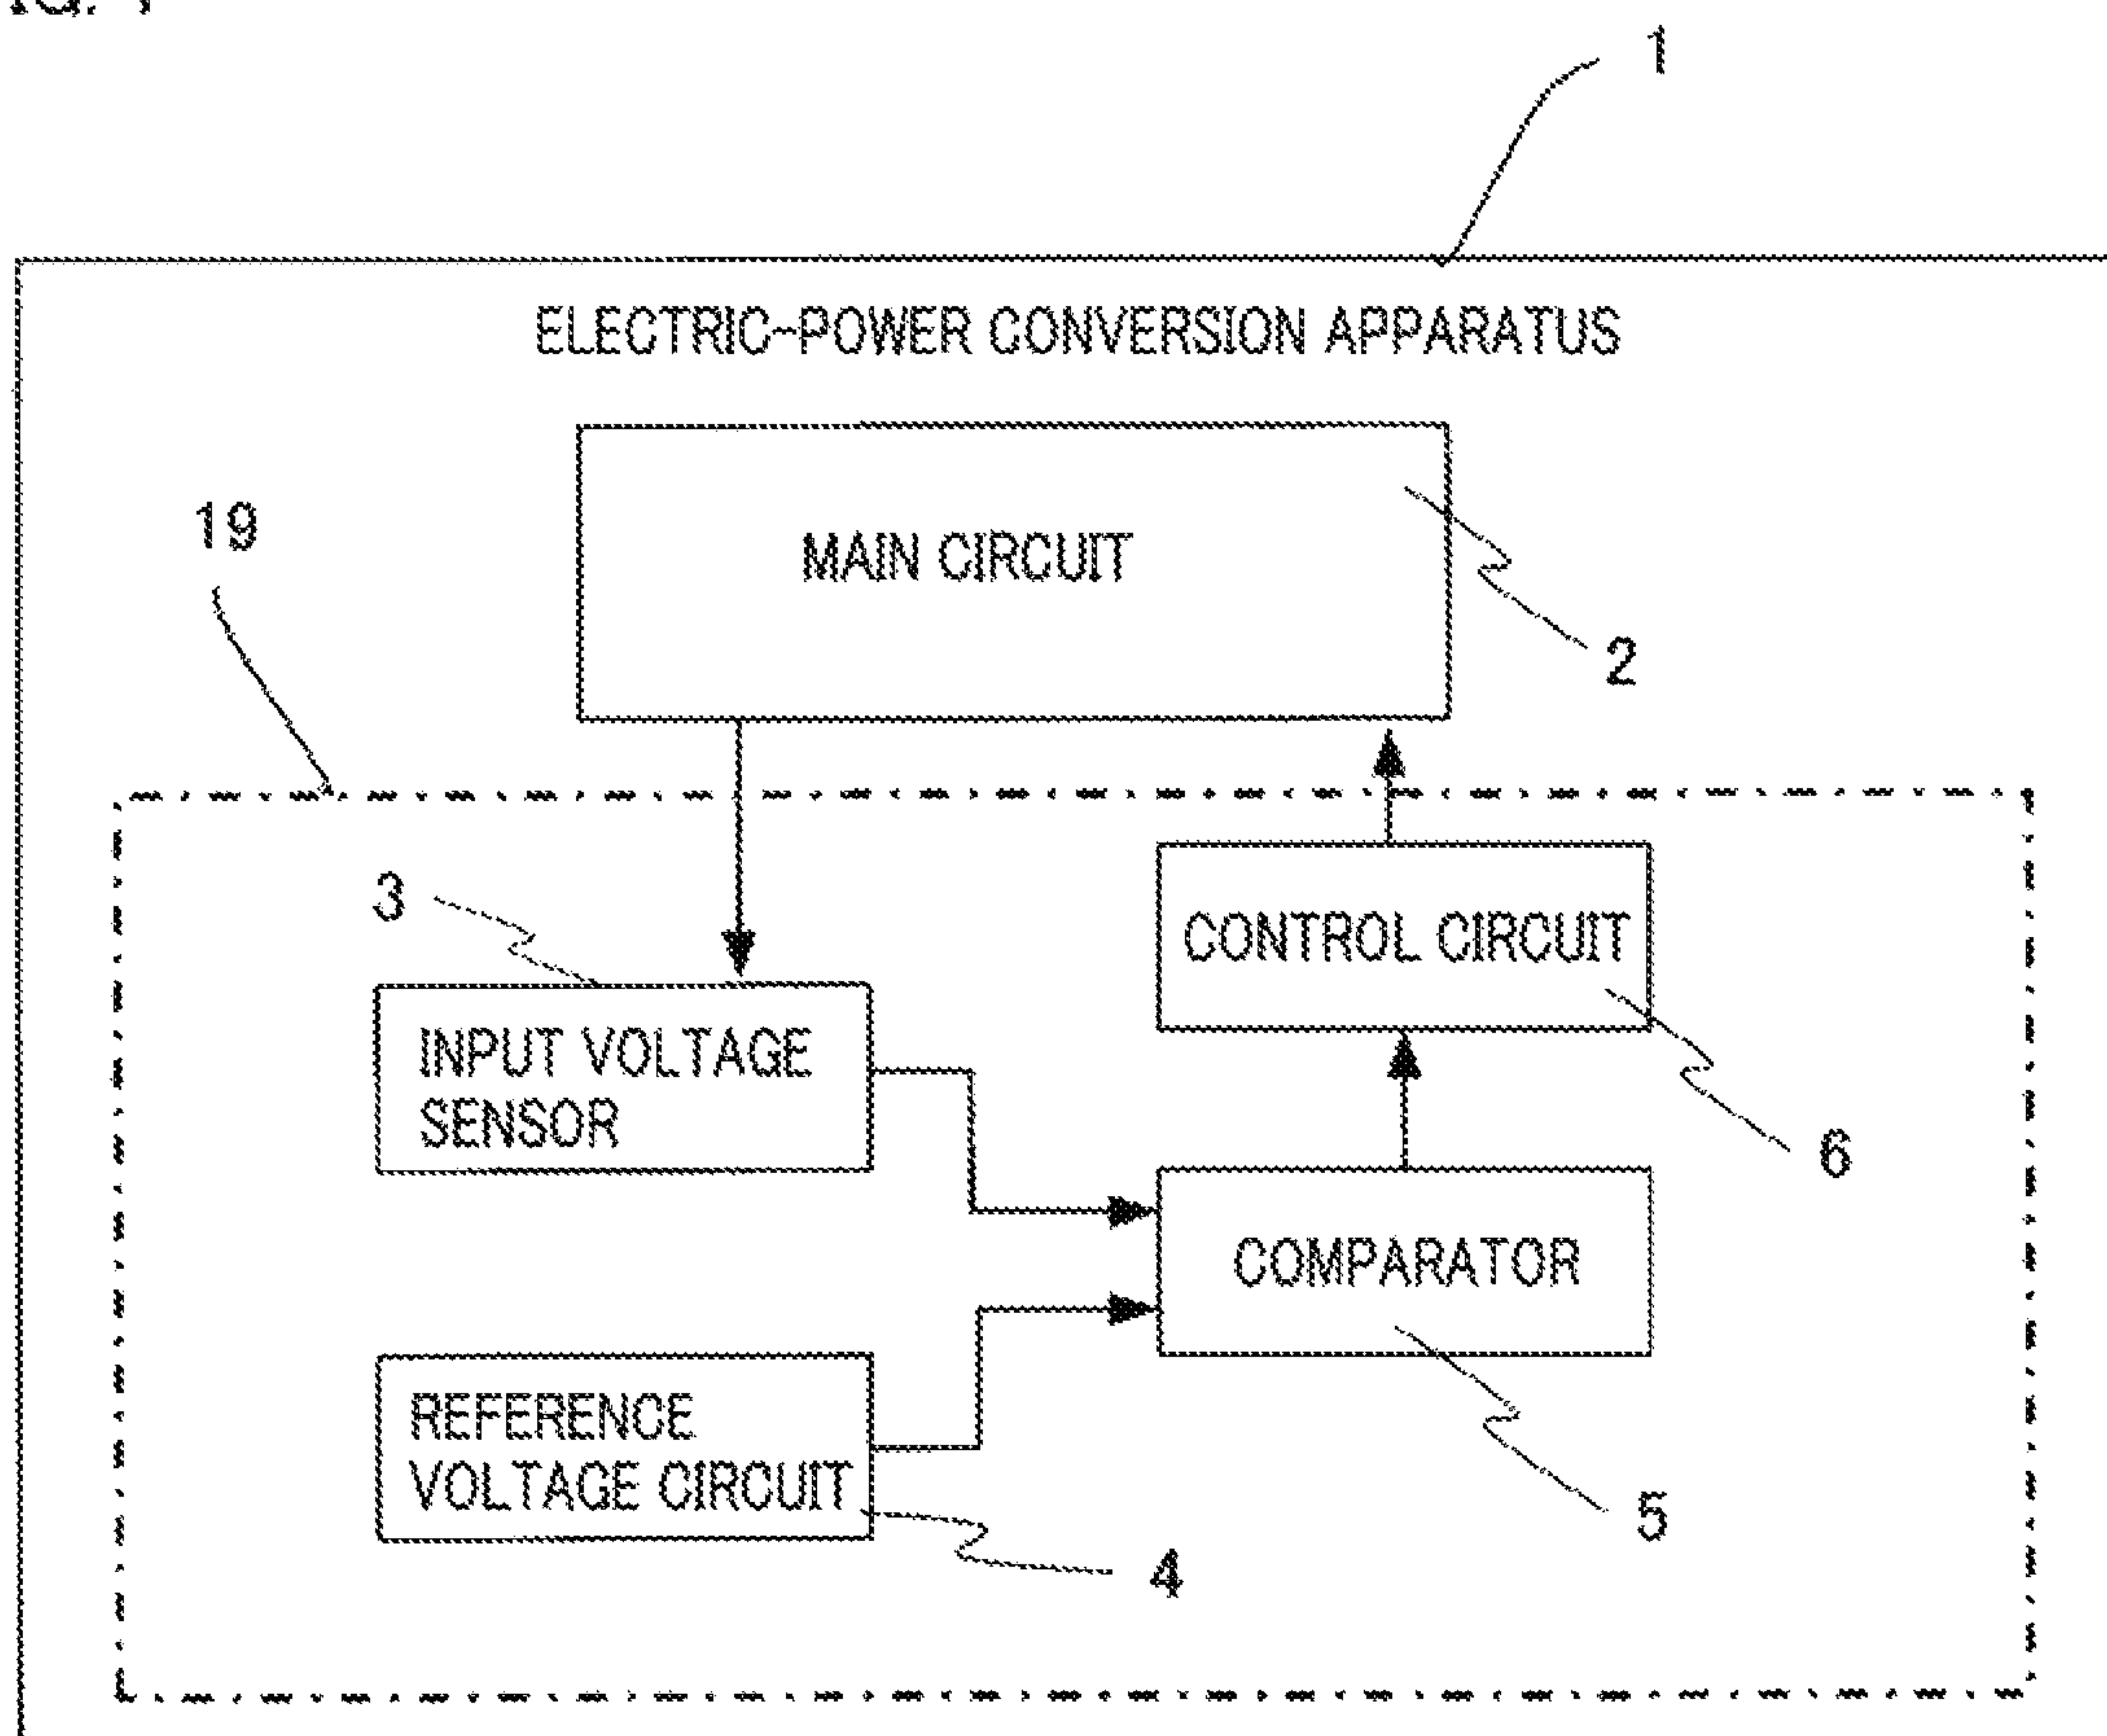 1
ELECTRIC-POWER CONVERSION APPARATUS
MAIN CIRCUIT
2
19
3
INPUT VOLTAGE
SENSOR
CONTROL CIRCUIT
6
COMPARATOR
5
REFERENCE
VOLTAGE CIRCUIT
4